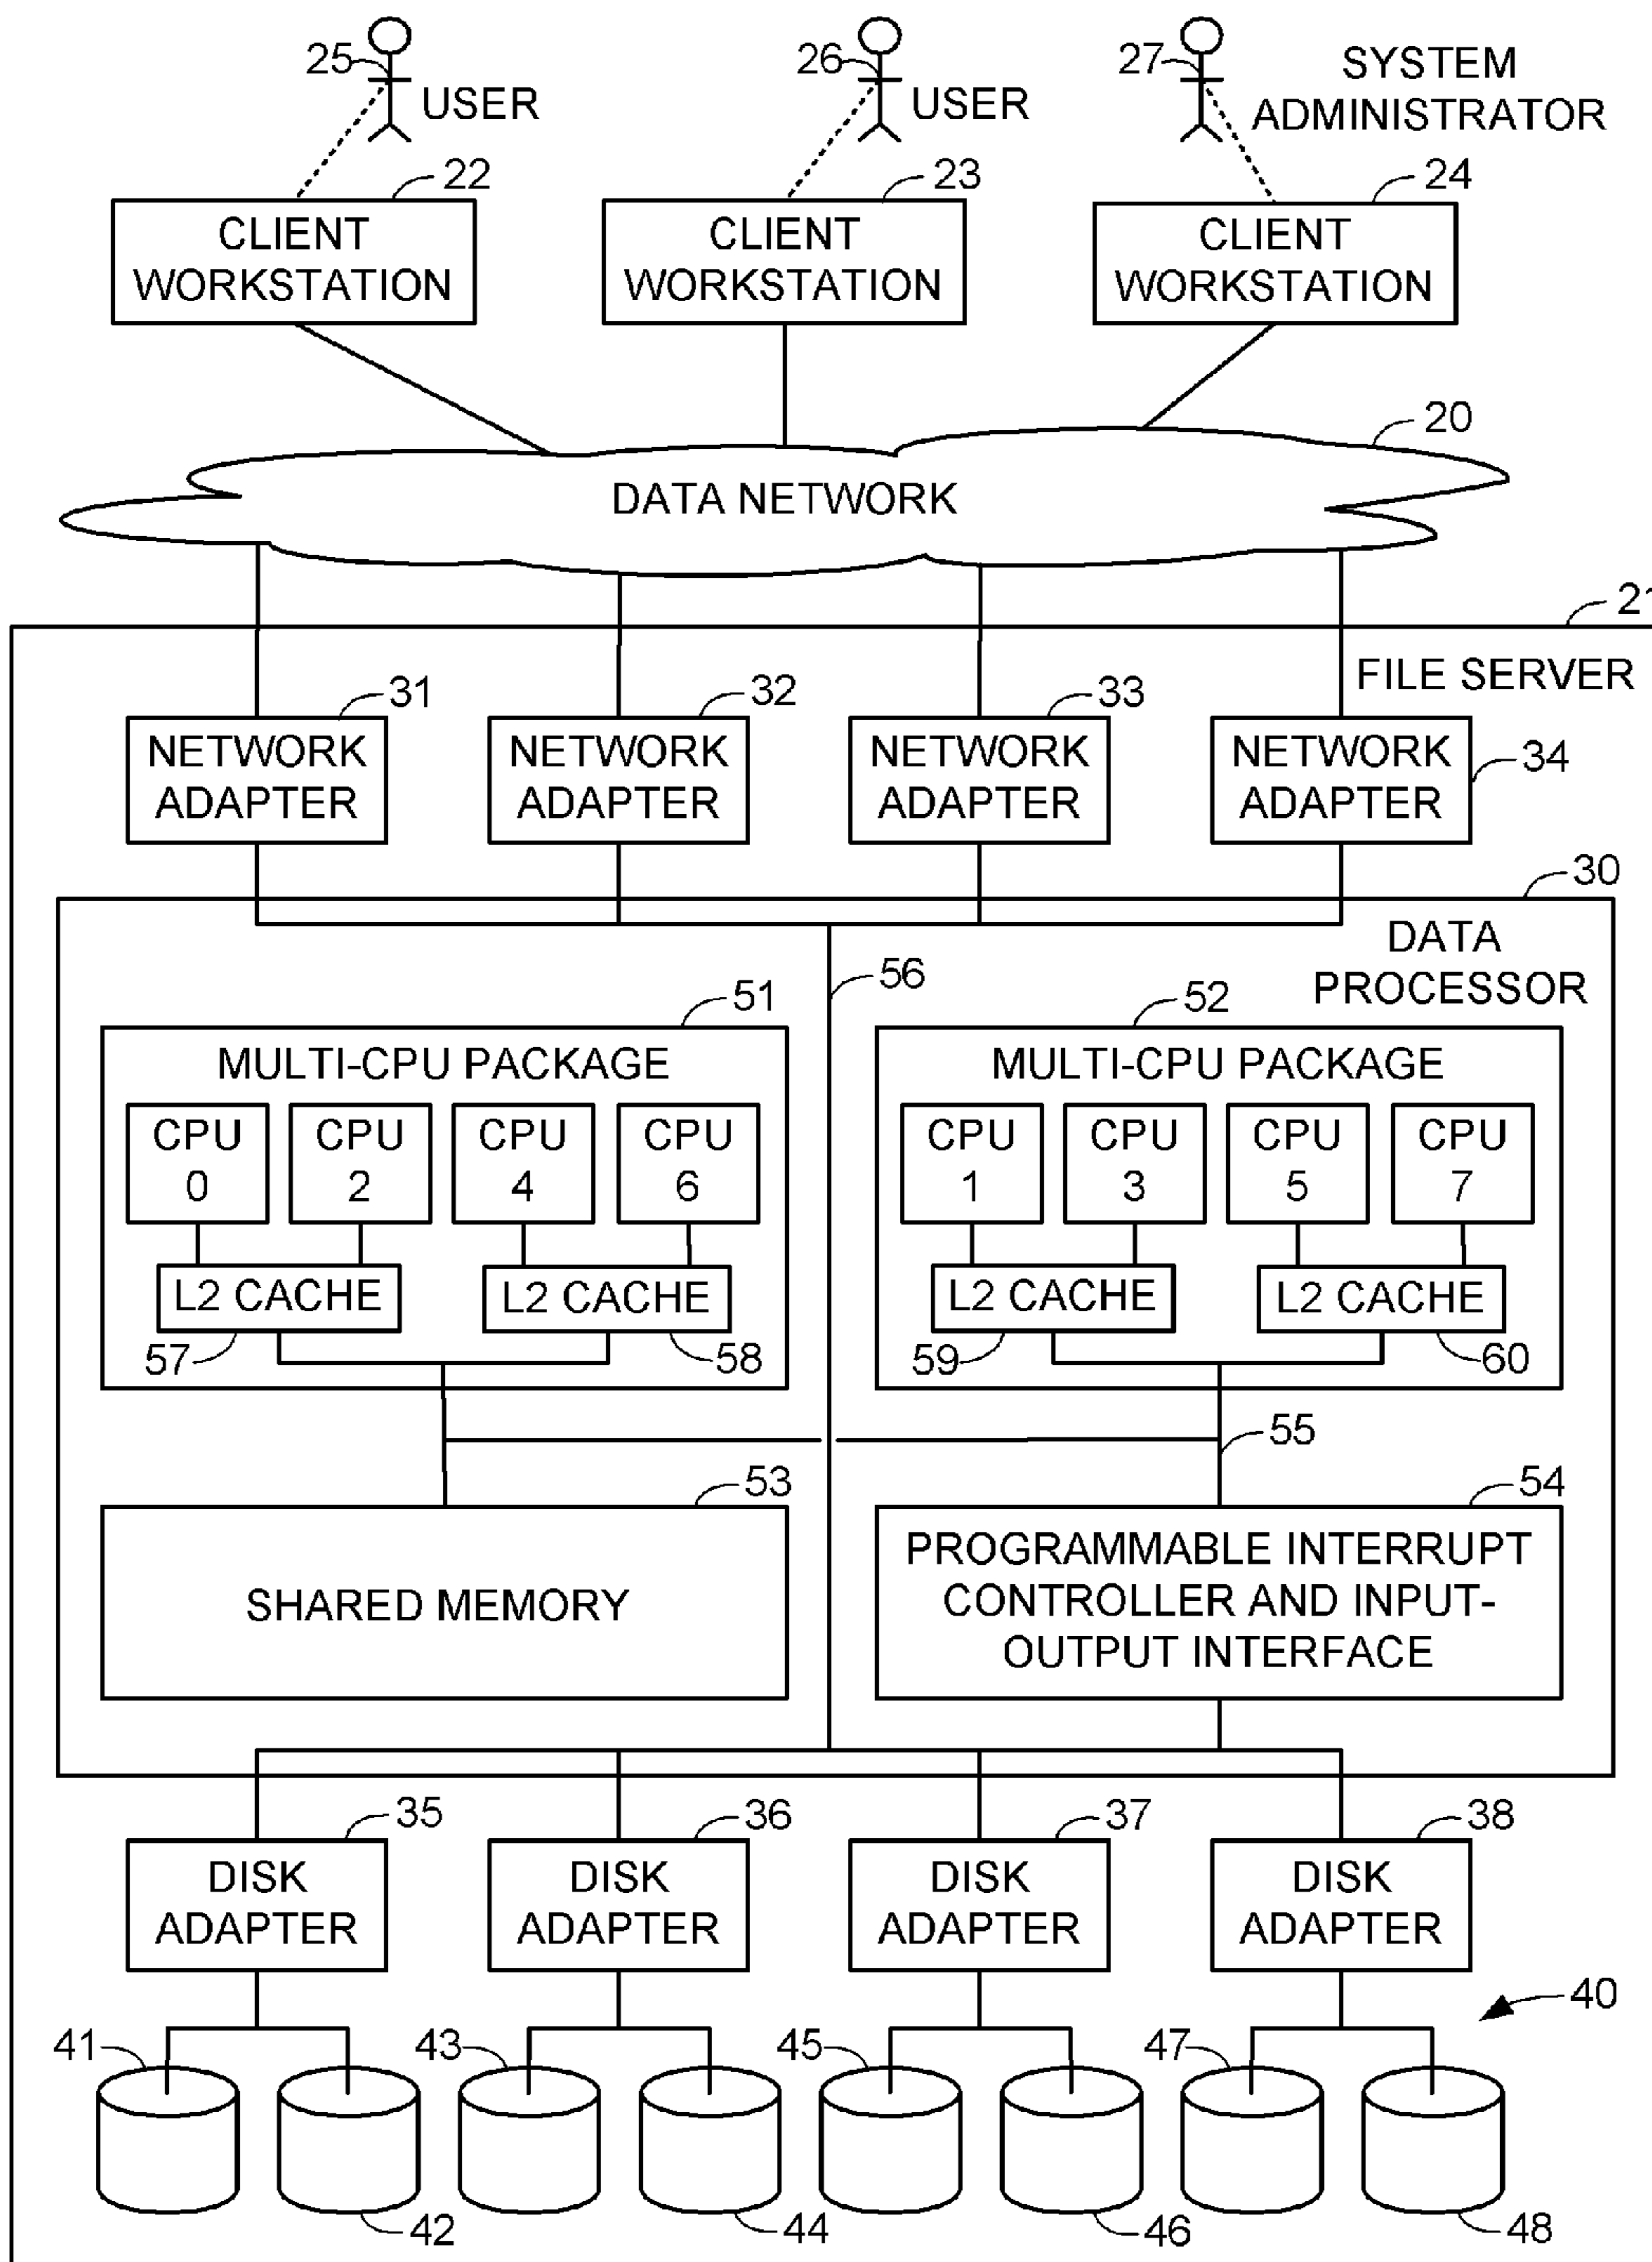 25
USER
26
USER
27
SYSTEM
ADMINISTRATOR
22
23
24
CLIENT
WORKSTATION
CLIENT
WORKSTATION
CLIENT
WORKSTATION
20
DATA NETWORK
21
FILE SERVER
31
32
33
34
NETWORK
ADAPTER
NETWORK
ADAPTER
NETWORK
ADAPTER
NETWORK
ADAPTER
30
DATA
PROCESSOR
56
51
52
MULTI-CPU PACKAGE
CPU
0
CPU
2
CPU
4
CPU
6
L2 CACHE
L2 CACHE
57
58
MULTI-CPU PACKAGE
CPU
1
CPU
3
CPU
5
CPU
7
L2 CACHE
L2 CACHE
59
60
55
53
54
SHARED MEMORY
PROGRAMMABLE INTERRUPT
CONTROLLER AND INPUT-
OUTPUT INTERFACE
35
36
37
38
DISK
ADAPTER
DISK
ADAPTER
DISK
ADAPTER
DISK
ADAPTER
40
41
43
45
47
42
44
46
48